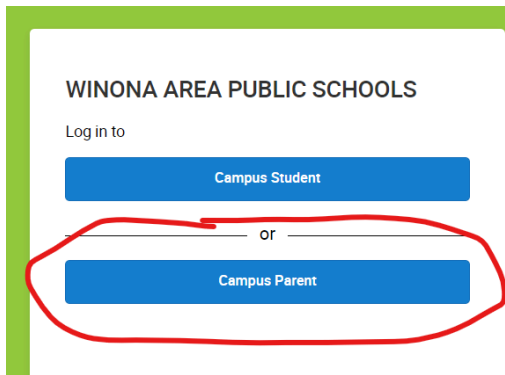 WINONA AREA PUBLIC SCHOOLS
Log in to
Campus Student
or
Campus Parent